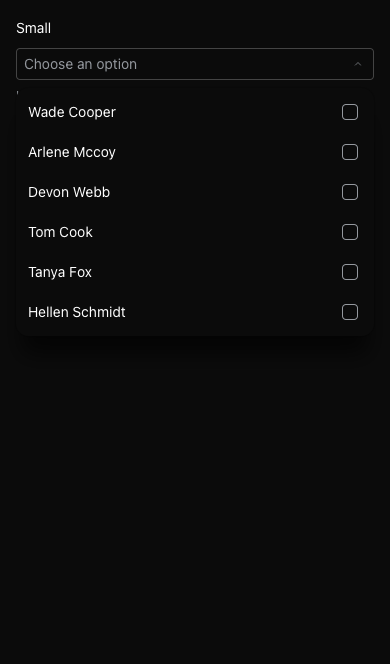 Small
Choose an option
Wade Cooper
Arlene Mccoy
Devon Webb
Tom Cook
Tanya Fox
Hellen Schmidt